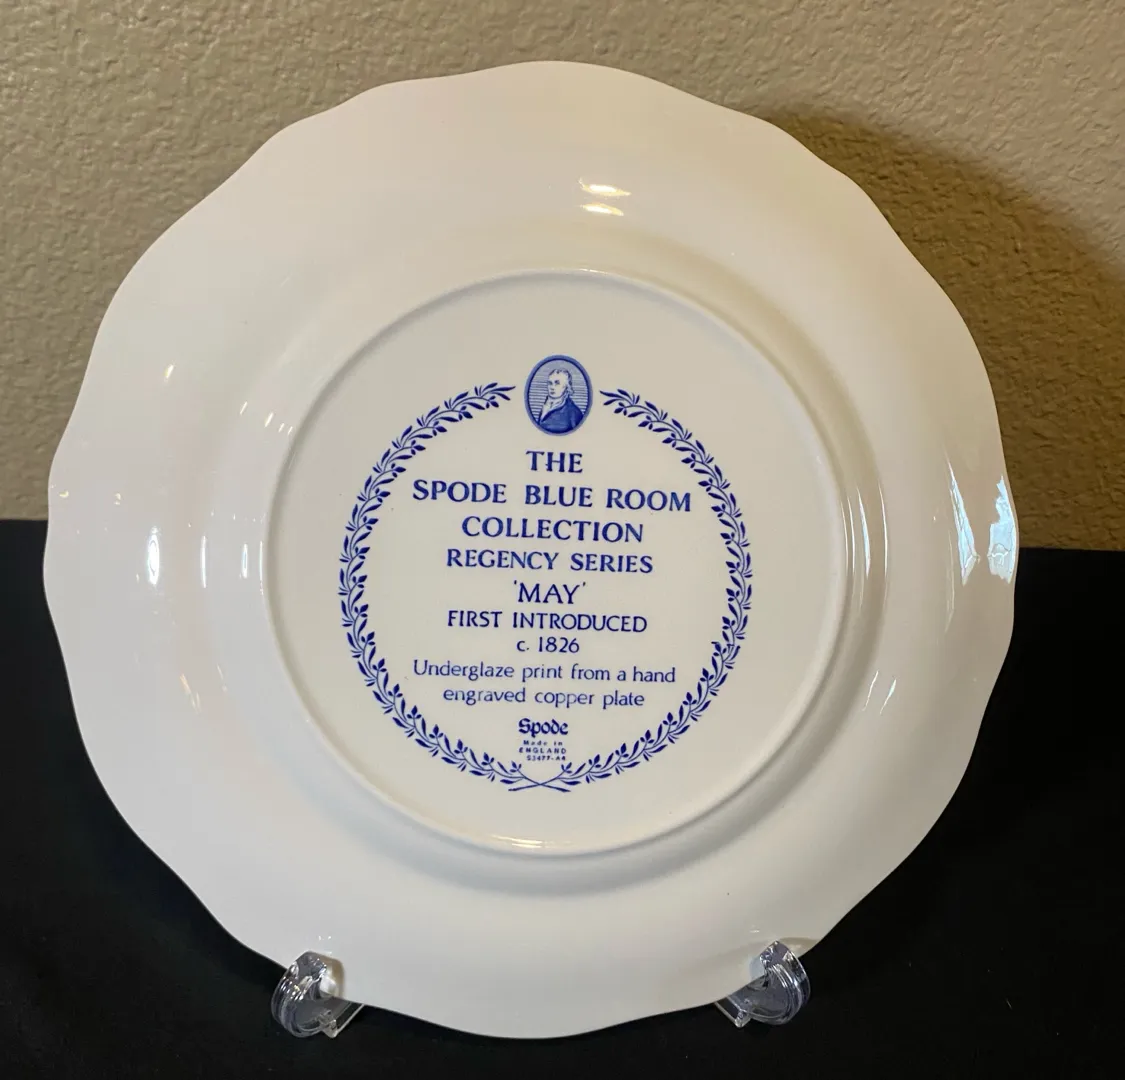 THE
SPODE BLUE ROOM
COLLECTION
REGENCY SERIES
'MAY'
FIRST INTRODUCED
c. 1826
Underglaze print from a hand
engraved copper plate
Spode
Made in
ENGLAND